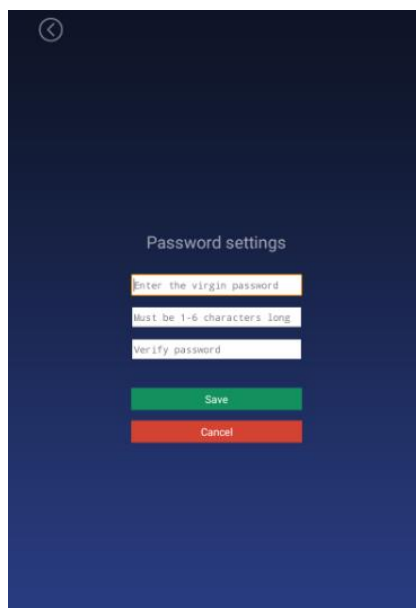 Password settings
Enter the virgin password
Must be 1-6 characters long
Verify password
Save
Cancel